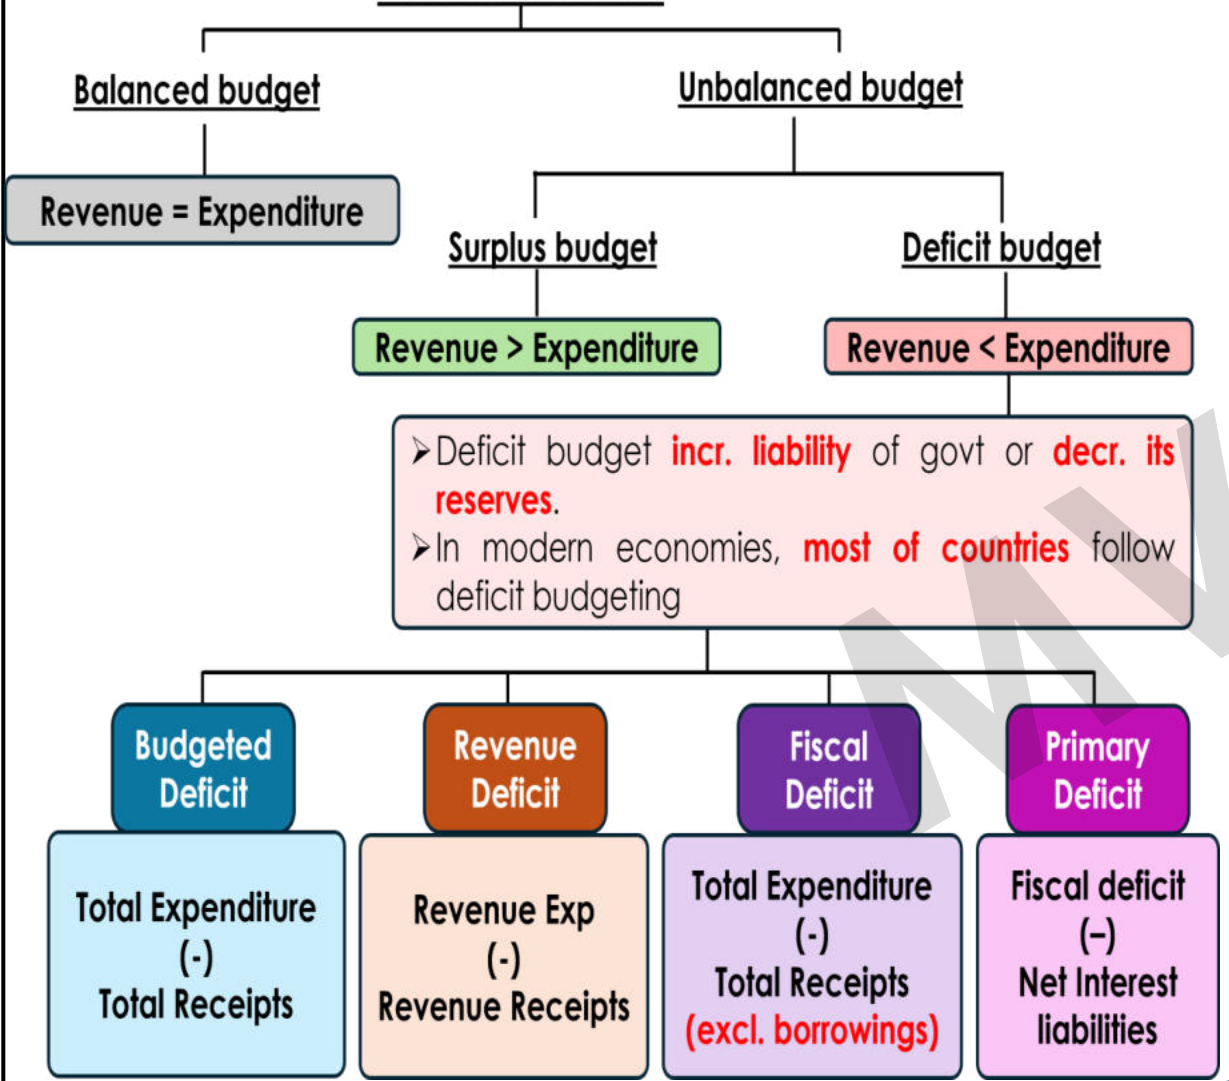 Balanced budget
Unbalanced budget
Revenue = Expenditure
Surplus budget
Deficit budget
Revenue > Expenditure
Revenue < Expenditure
➢Deficit budget incr. liability of govt or decr. its
reserves.
➢In modern economies, most of countries follow
deficit budgeting
Budgeted
Deficit
Total Expenditure
(-)
Total Receipts
Revenue
Deficit
Revenue Exp
(-)
Revenue Receipts
Fiscal
Deficit
Total Expenditure
(-)
Total Receipts
(excl. borrowings)
Primary
Deficit
Fiscal deficit
(–)
Net Interest
liabilities